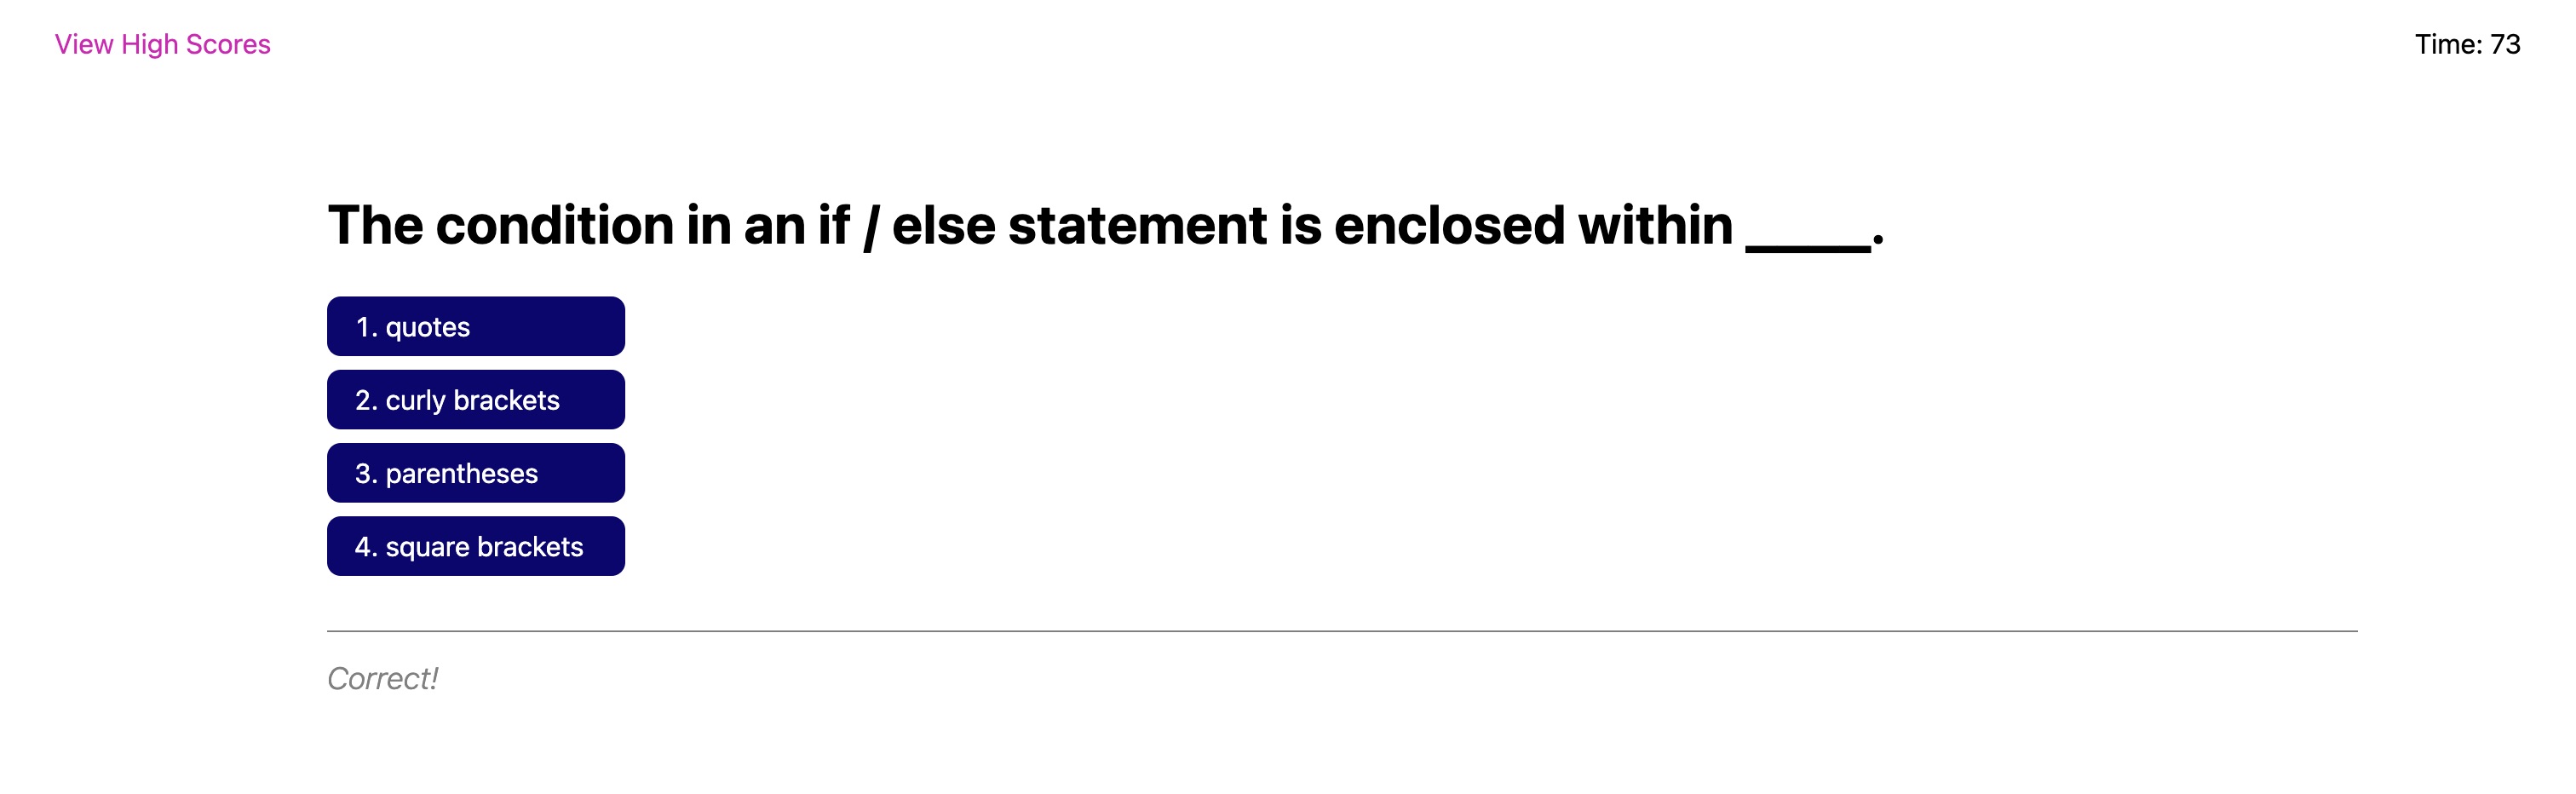 View High Scores
Time: 73
The condition in an if / else statement is enclosed within _____.
1. quotes
2. curly brackets
3. parentheses
4. square brackets
Correct!